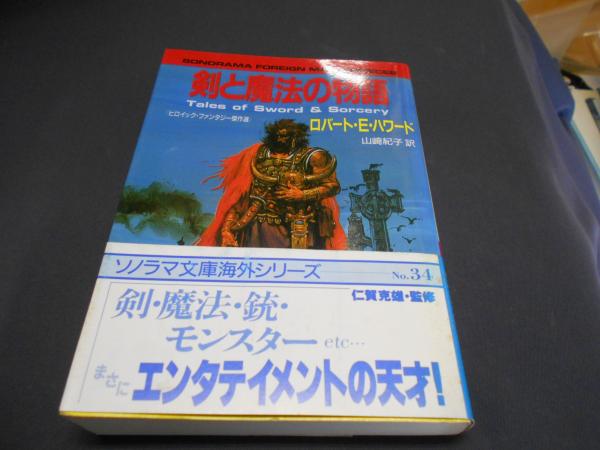 SONORAMA FOREIGN
剣と魔法の物語
Tales of Sword & Sorcery
『ヒロイック・ファンタジー傑作選』
ロバート・E・ハワード
山崎紀子 訳
ソノラマ文庫海外シリーズ
No.34
仁賀克雄・監修
剣・魔法・銃・
モンスター etc…
まさに エンタテイメントの天才!